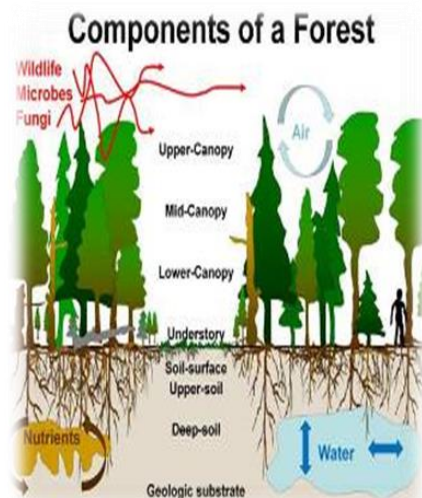 Components of a Forest
Wildlife
Microbes
Fungi
Air
Upper-Canopy
Mid-Canopy
Lower-Canopy
Understory
Soil-surface
Upper-soil
Nutrients
Deep-soil
Water
Geologic substrate